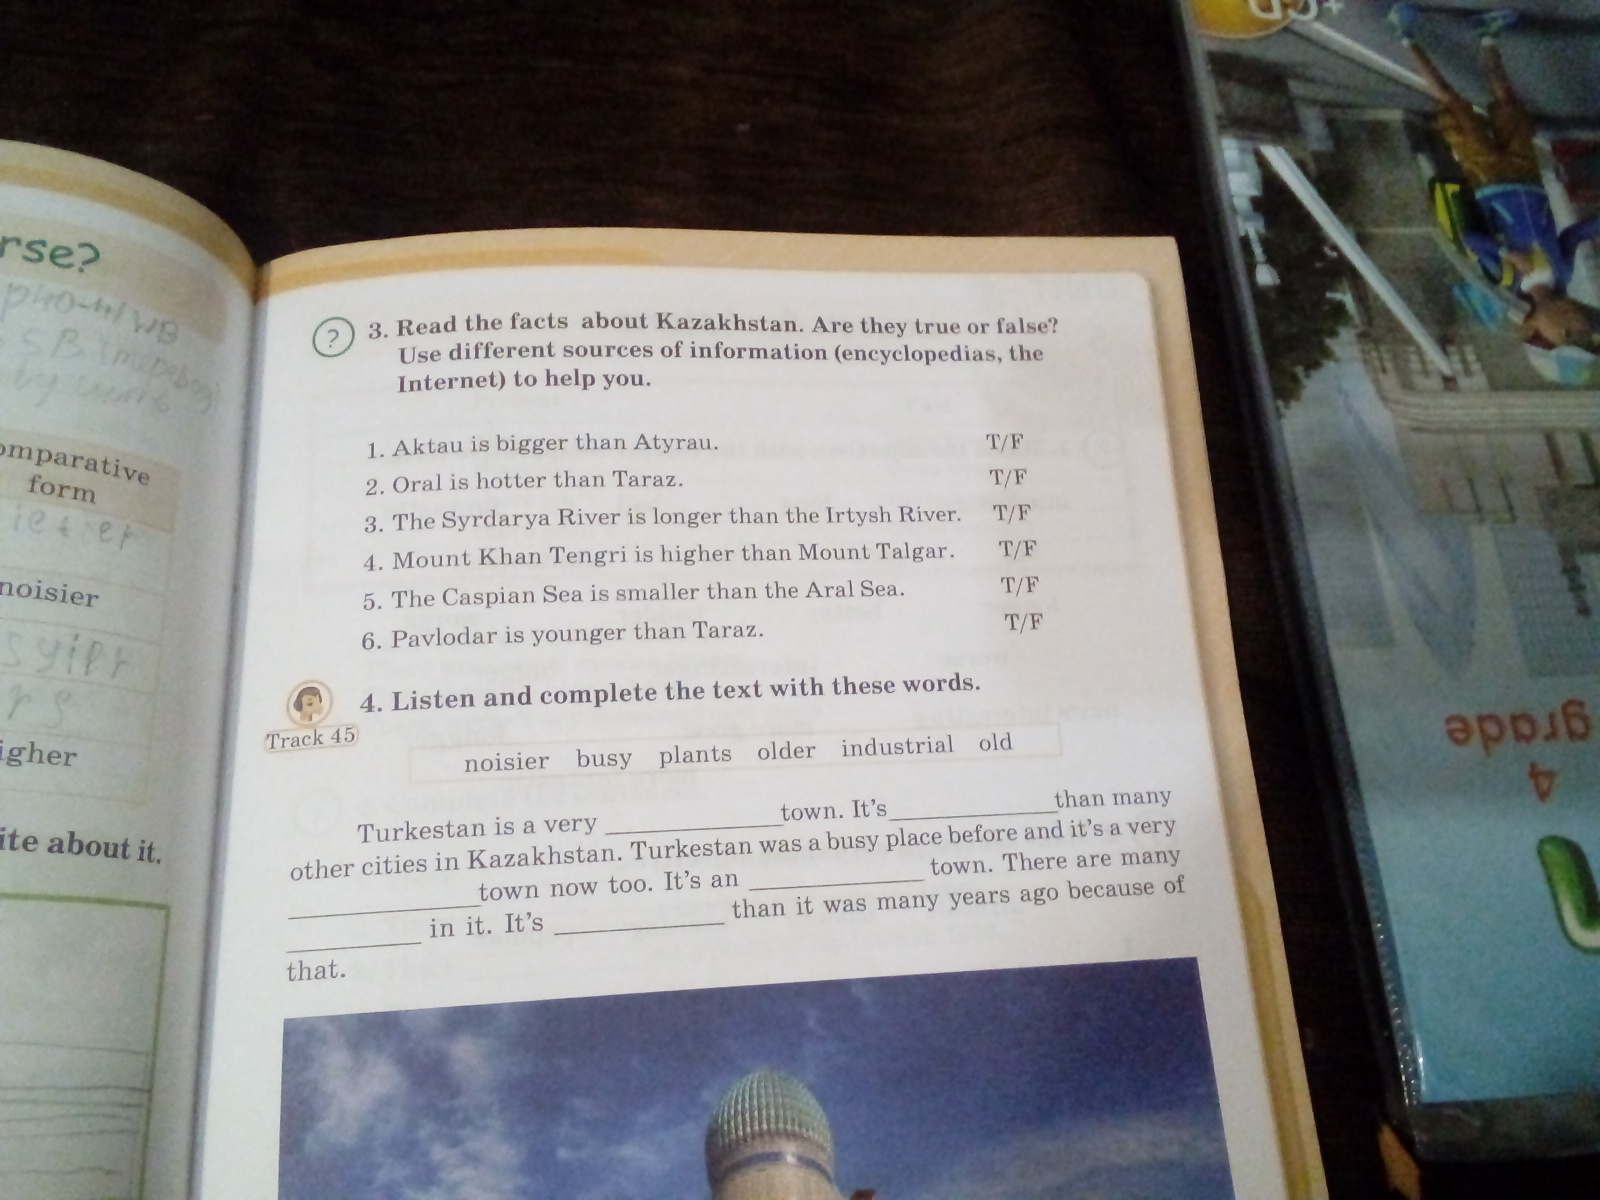 rse?
omparative
form
noisier
igher
ite about it.
3. Read the facts about Kazakhstan. Are they true or false?
Use different sources of information (encyclopedias, the
Internet) to help you.
1. Aktau is bigger than Atyrau. T/F
2. Oral is hotter than Taraz. T/F
3. The Syrdarya River is longer than the Irtysh River. T/F
4. Mount Khan Tengri is higher than Mount Talgar. T/F
5. The Caspian Sea is smaller than the Aral Sea. T/F
6. Pavlodar is younger than Taraz. T/F
4. Listen and complete the text with these words.
Track 45
noisier busy plants older industrial old
Turkestan is a very ____________ town. It's ____________ than many
other cities in Kazakhstan. Turkestan was a busy place before and it's a very
____________ town now too. It's an ____________ town. There are many
____________ in it. It's ____________ than it was many years ago because of
that.
4
grade